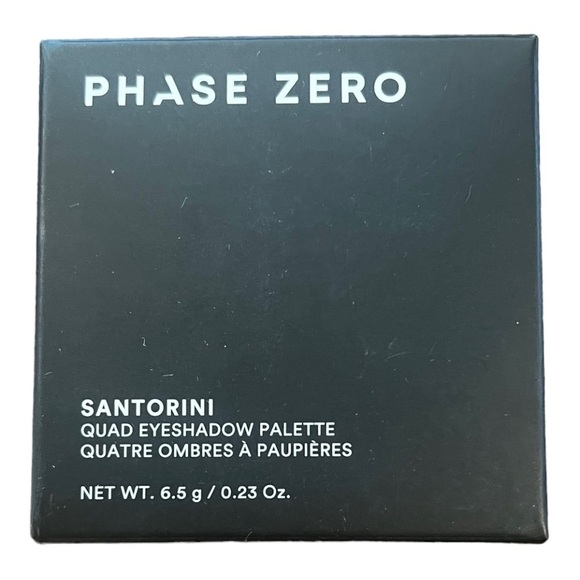 PHASE ZERO
SANTORINI
QUAD EYESHADOW PALETTE
QUATRE OMBRES À PAUPIÈRES
NET WT. 6.5 g / 0.23 Oz.